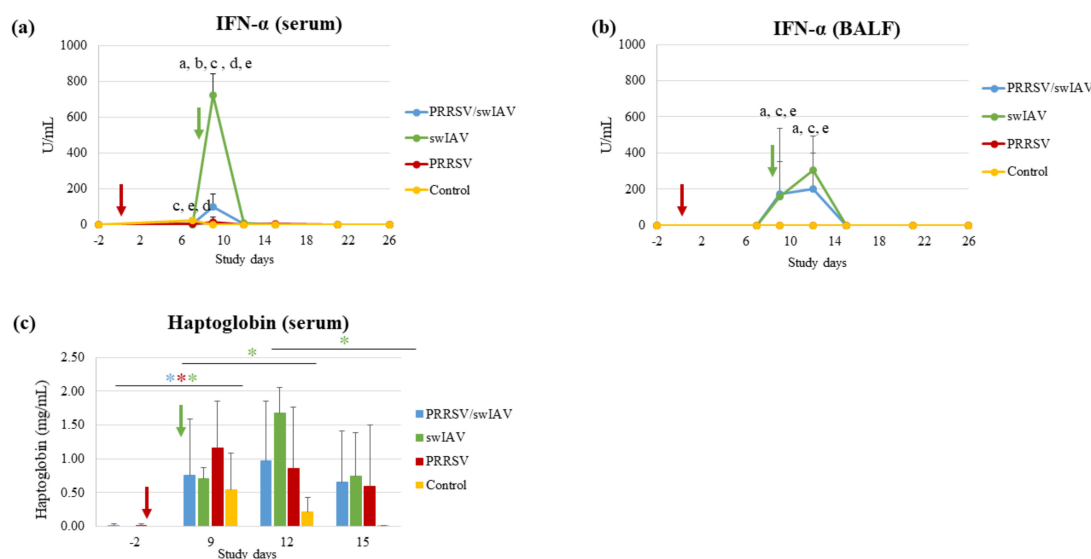 (a)
IFN-α (serum)
1000
800
600
400
200
0
U/mL
a, b, c , d, e
c, e, d
-2 2 6 10 14 18 22 26
Study days
PRRSV/swIAV
swIAV
PRRSV
Control
(b)
IFN-α (BALF)
1000
800
600
400
200
0
U/mL
a, c, e
a, c, e
-2 2 6 10 14 18 22 26
Study days
PRRSV/swIAV
swIAV
PRRSV
Control
(c)
Haptoglobin (serum)
2.50
2.00
1.50
1.00
0.50
0.00
Haptoglobin (mg/mL)
*
*
***
-2 9 12 15
Study days
PRRSV/swIAV
swIAV
PRRSV
Control